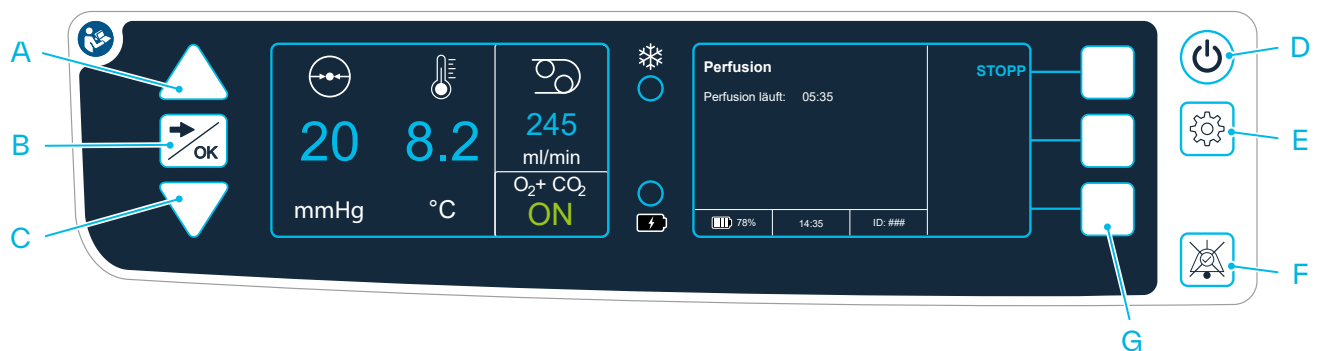 A
B
C
OK
20
mmHg
8.2
°C
245
ml/min
O₂+ CO₂
ON
Perfusion
Perfusion läuft: 05:35
STOPP
78%
14:35
ID: ###
D
E
F
G